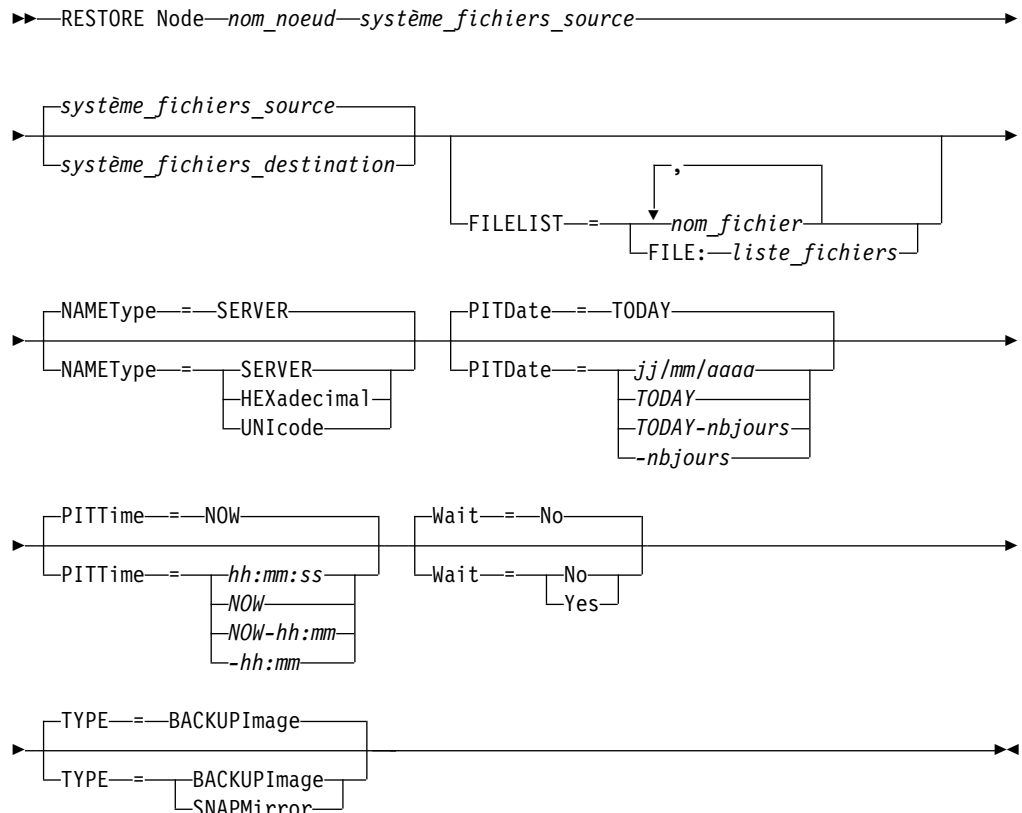 RESTORE Node nom_noeud système_fichiers_source
système_fichiers_source
système_fichiers_destination
,
FILELIST = nom_fichier
FILE: liste_fichiers
NAMEType = SERVER
NAMEType = SERVER
HEXadecimal
UNIcode
PITDate = TODAY
PITDate = jj/mm/aaaa
TODAY
TODAY-nbjours
-nbjours
PITTime = NOW
PITTime = hh:mm:ss
NOW
NOW-hh:mm
-hh:mm
Wait = No
Wait = No
Yes
TYPE = BACKUPImage
TYPE = BACKUPImage
SNAPMirror